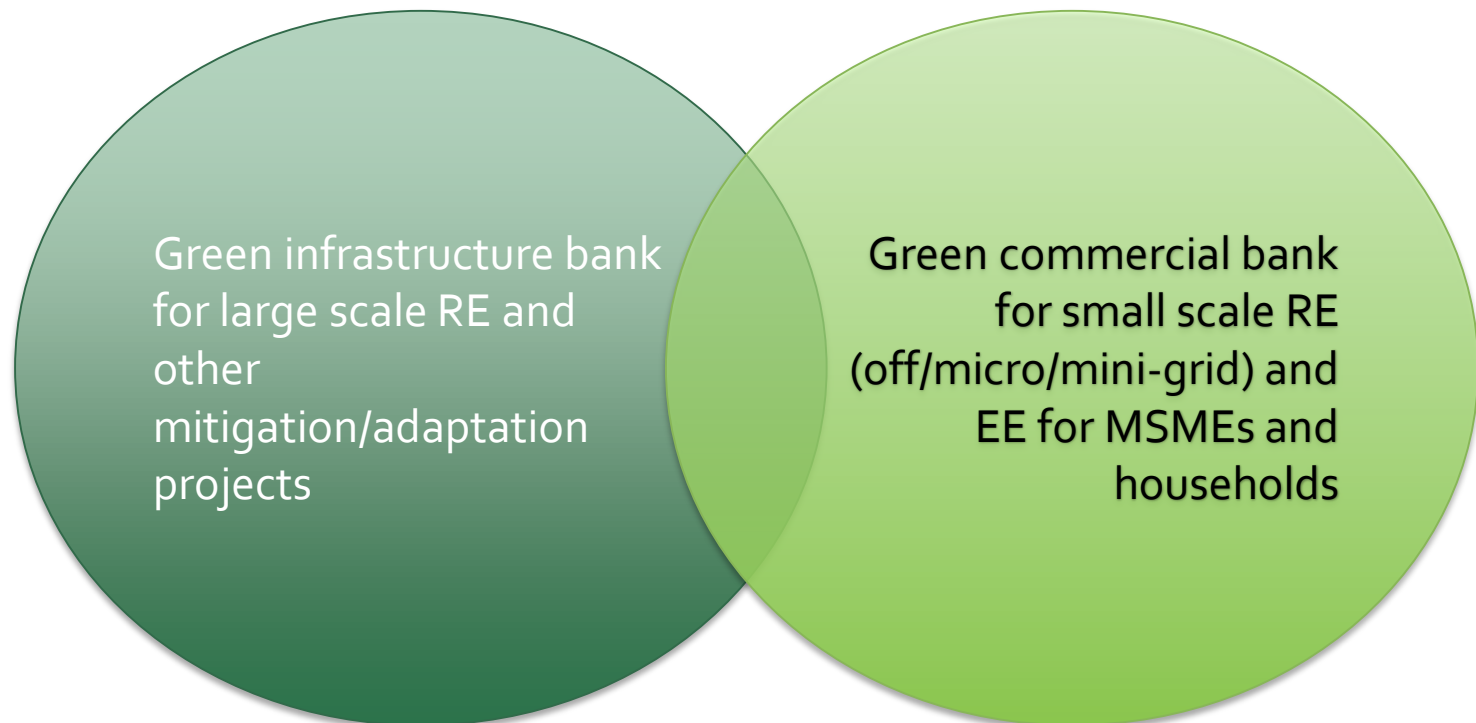 Green infrastructure bank
for large scale RE and
other
mitigation/adaptation
projects
Green commercial bank
for small scale RE
(off/micro/mini-grid) and
EE for MSMEs and
households